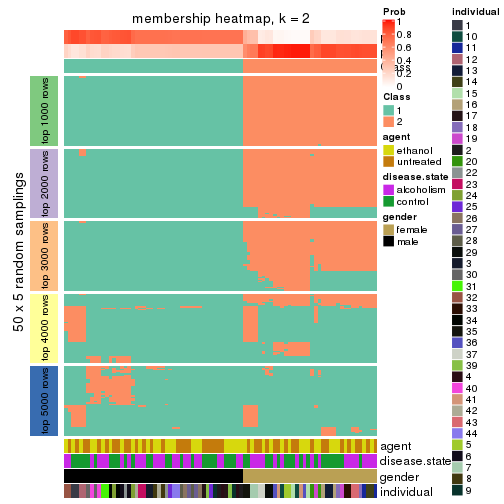 membership heatmap, k = 2
50 x 5 random samplings
top 1000 rows
top 2000 rows
top 3000 rows
top 4000 rows
top 5000 rows
Class
agent
disease.state
gender
individual
Prob
1
0.8
0.6
0.4
0.2
0
Class
1
2
agent
ethanol
untreated
disease.state
alcoholism
control
gender
female
male
individual
1
10
11
12
13
14
15
16
17
18
19
2
20
22
23
24
25
26
27
28
29
3
30
31
32
33
34
35
36
37
39
4
40
41
42
43
44
5
6
7
8
9